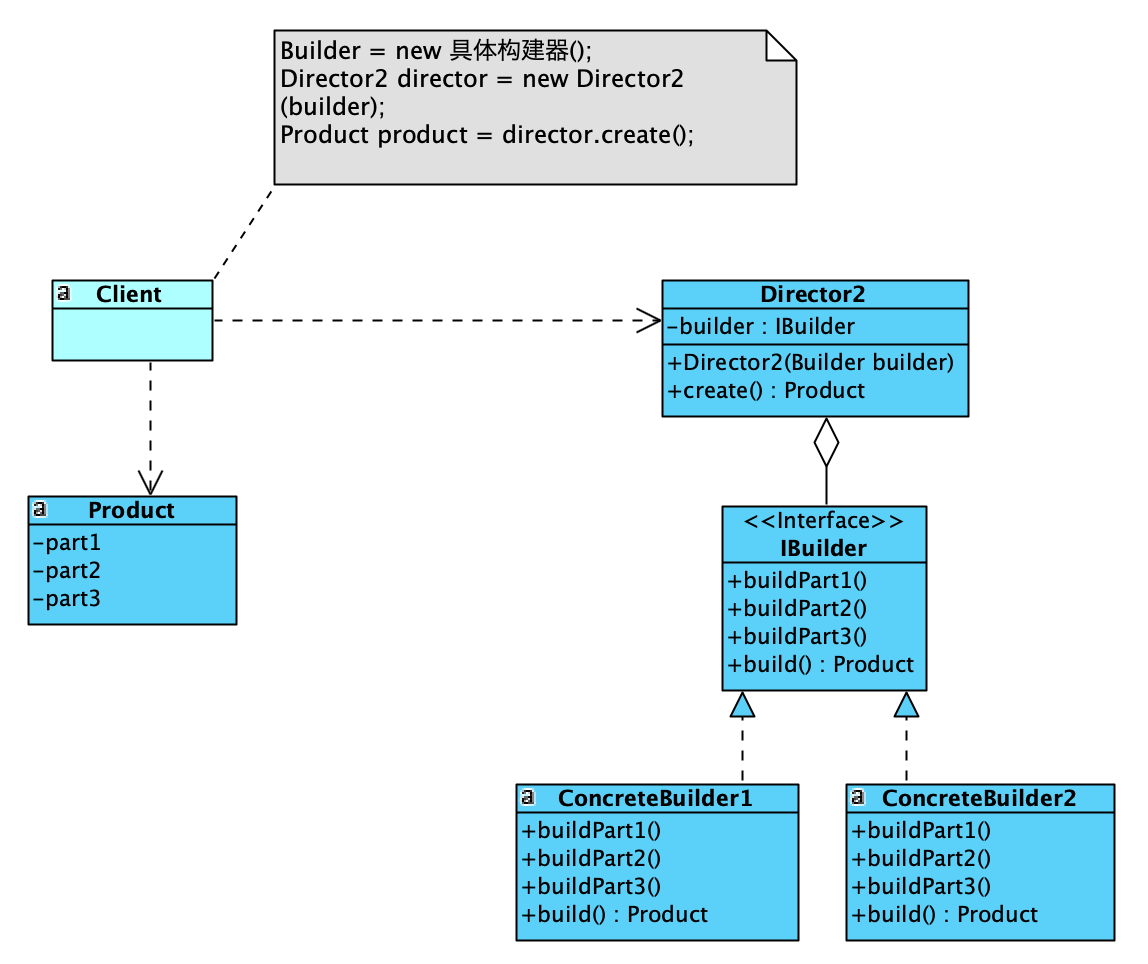 Builder = new 具体构建器();
Director2 director = new Director2
(builder);
Product product = director.create();
a Client
Director2
-builder : IBuilder
+Director2(Builder builder)
+create() : Product
a Product
-part1
-part2
-part3
<<Interface>>
IBuilder
+buildPart1()
+buildPart2()
+buildPart3()
+build() : Product
a ConcreteBuilder1
+buildPart1()
+buildPart2()
+buildPart3()
+build() : Product
a ConcreteBuilder2
+buildPart1()
+buildPart2()
+buildPart3()
+build() : Product